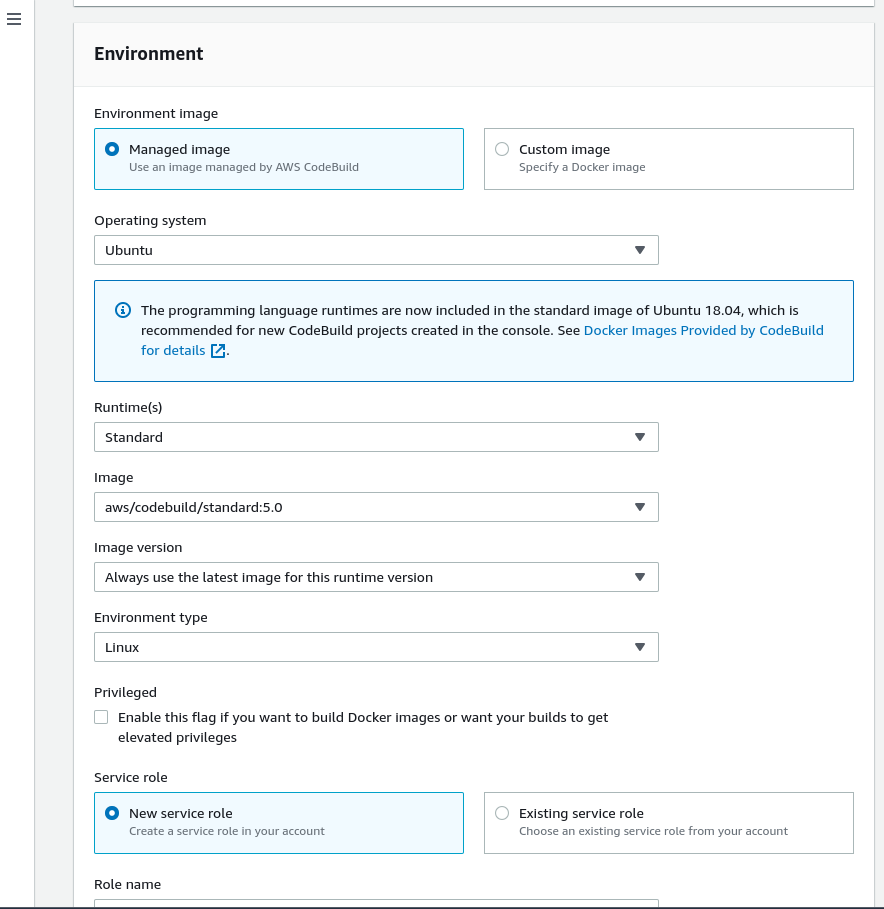 Environment
Environment image
Managed image
Use an image managed by AWS CodeBuild
Custom image
Specify a Docker image
Operating system
Ubuntu
The programming language runtimes are now included in the standard image of Ubuntu 18.04, which is
recommended for new CodeBuild projects created in the console. See Docker Images Provided by CodeBuild
for details.
Runtime(s)
Standard
Image
aws/codebuild/standard:5.0
Image version
Always use the latest image for this runtime version
Environment type
Linux
Privileged
Enable this flag if you want to build Docker images or want your builds to get
elevated privileges
Service role
New service role
Create a service role in your account
Existing service role
Choose an existing service role from your account
Role name